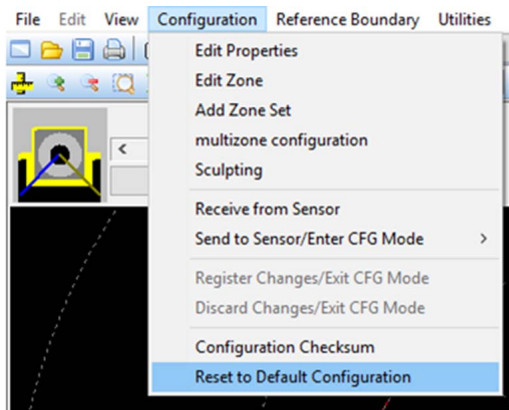 File Edit View Configuration Reference Boundary Utilities
Edit Properties
Edit Zone
Add Zone Set
multizone configuration
Sculpting
Receive from Sensor
Send to Sensor/Enter CFG Mode
Register Changes/Exit CFG Mode
Discard Changes/Exit CFG Mode
Configuration Checksum
Reset to Default Configuration